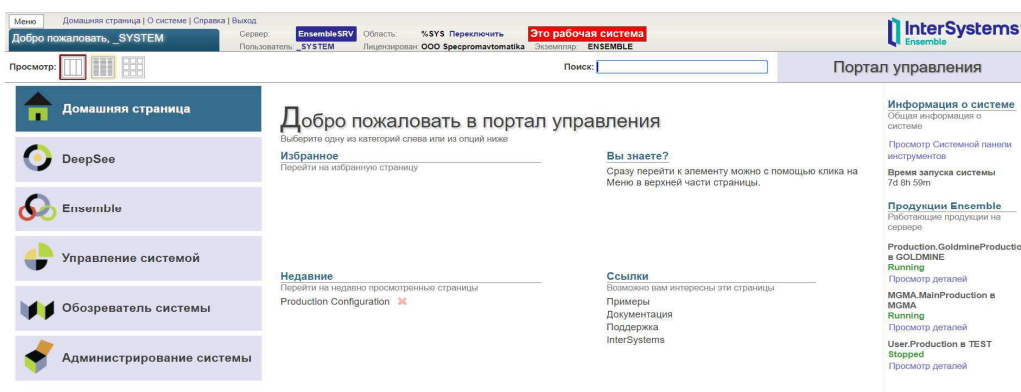 Меню Домашняя страница | О системе | Справка | Выход
Добро пожаловать, _SYSTEM
Сервер: EnsembleSRV Область: %SYS Переключить Это рабочая система
Пользователь: _SYSTEM Лицензирован: ООО Specpromavtomatika Экземпляр: ENSEMBLE
InterSystems
Ensemble
Просмотр:
Поиск:
Портал управления
Домашняя страница
DeepSee
Ensemble
Управление системой
Обозреватель системы
Администрирование системы
Добро пожаловать в портал управления
Выберите одну из категорий слева или из опций ниже
Избранное
Перейти на избранную страницу
Вы знаете?
Сразу перейти к элементу можно с помощью клика на
Меню в верхней части страницы.
Недавние
Перейти на недавно просмотренные страницы
Production Configuration
Ссылки
Возможно вам интересны эти страницы
Примеры
Документация
Поддержка
InterSystems
Информация о системе
Общая информация о
системе
Просмотр Системной панели
инструментов
Время запуска системы
7d 8h 59m
Продукции Ensemble
Работающие продукции на
сервере
Production.GoldmineProductio
в GOLDMINE
Running
Просмотр деталей
MGMA.MainProduction в
MGMA
Running
Просмотр деталей
User.Production в TEST
Stopped
Просмотр деталей